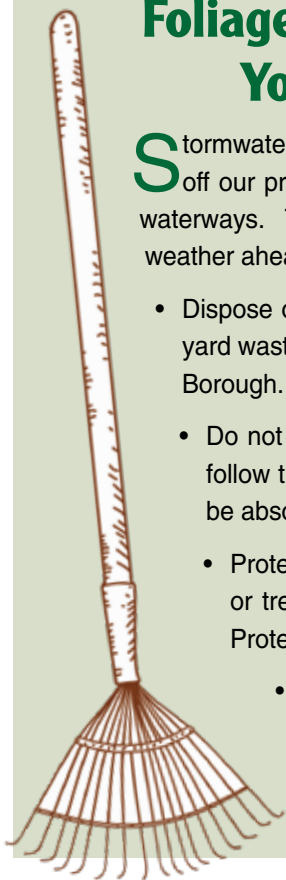 Foliage
Yo
Stormwate
off our pr
waterways. T
weather ahea
• Dispose o
yard wast
Borough.
• Do not
follow t
be abso
• Prote
or tre
Prote
•